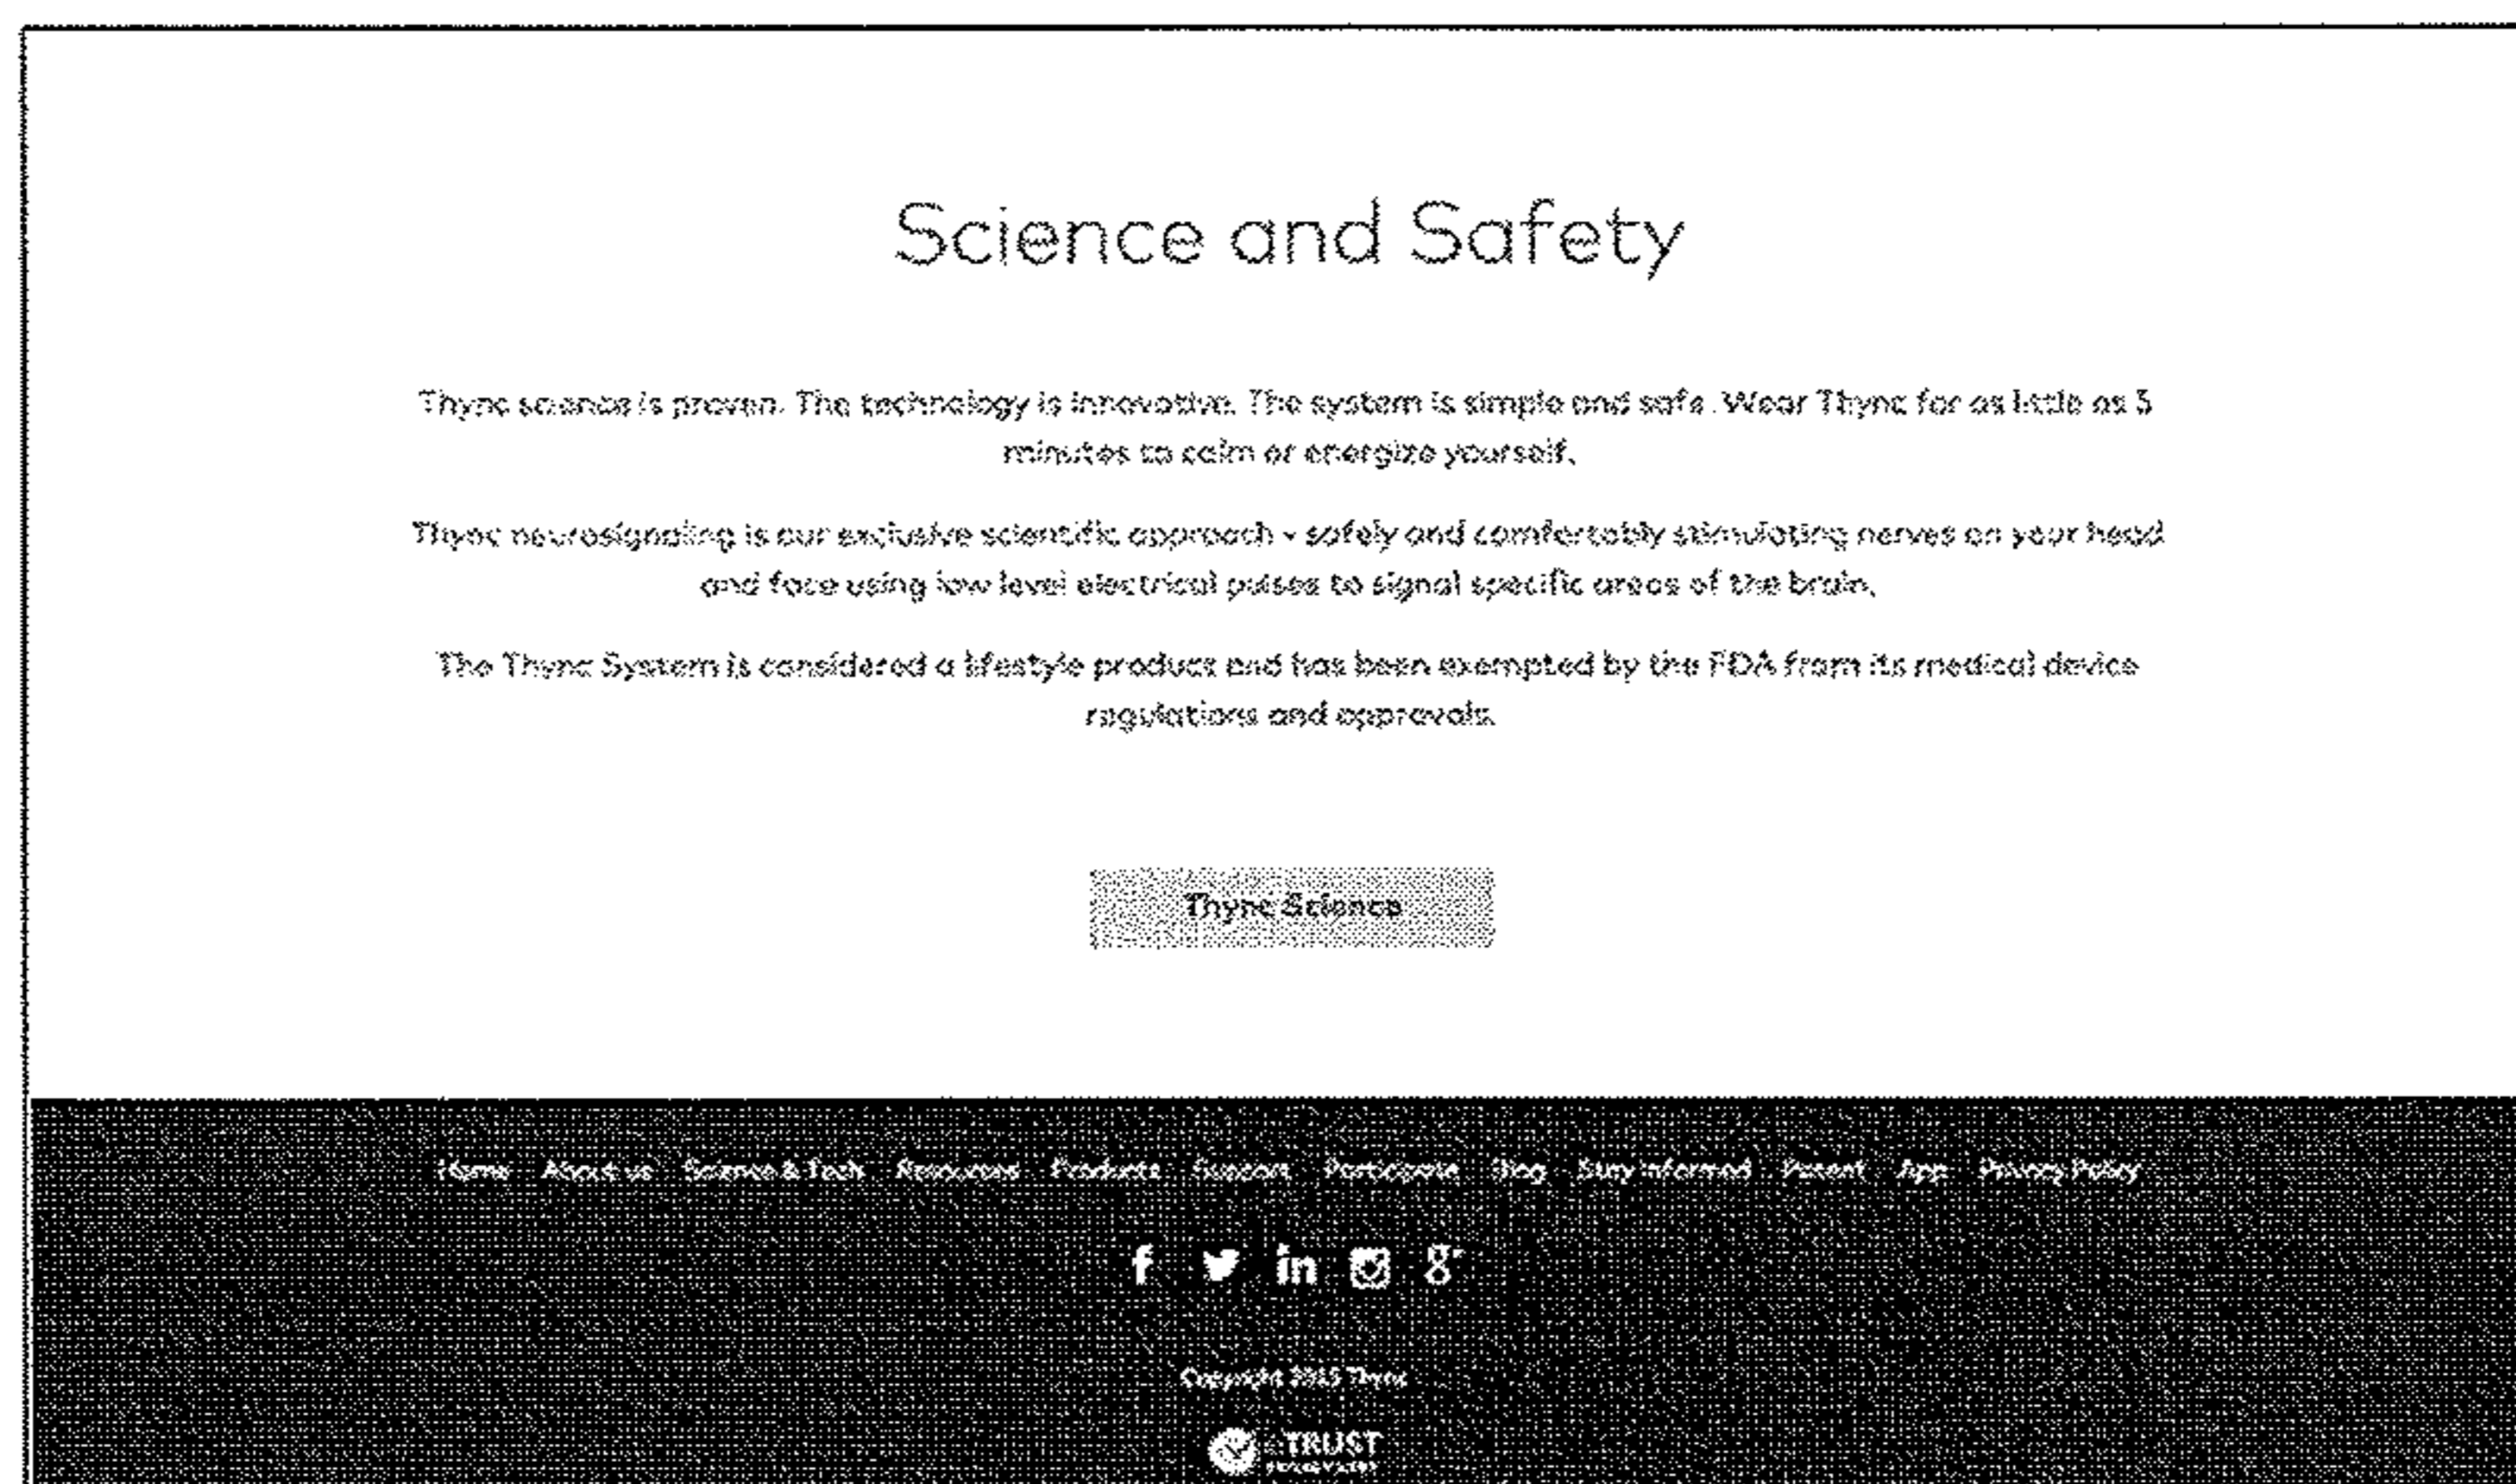 Science and Safety
Thync science is proven. The technology is innovative. The system is simple and safe. Wear Thync for as little as 5
minutes to calm or energize yourself.
Thync neurosignaling is our exclusive scientific approach - safely and comfortably stimulating nerves on your head
and face using low level electrical pulses to signal specific areas of the brain.
The Thync System is considered a lifestyle product and has been exempted by the FDA from its medical device
regulations and approvals.
Thync Science
Home About us Science & Tech Resources Products Support Participate Blog Stay informed Patent App Privacy Policy
f in g+
Copyright 2015 Thync
TRUST